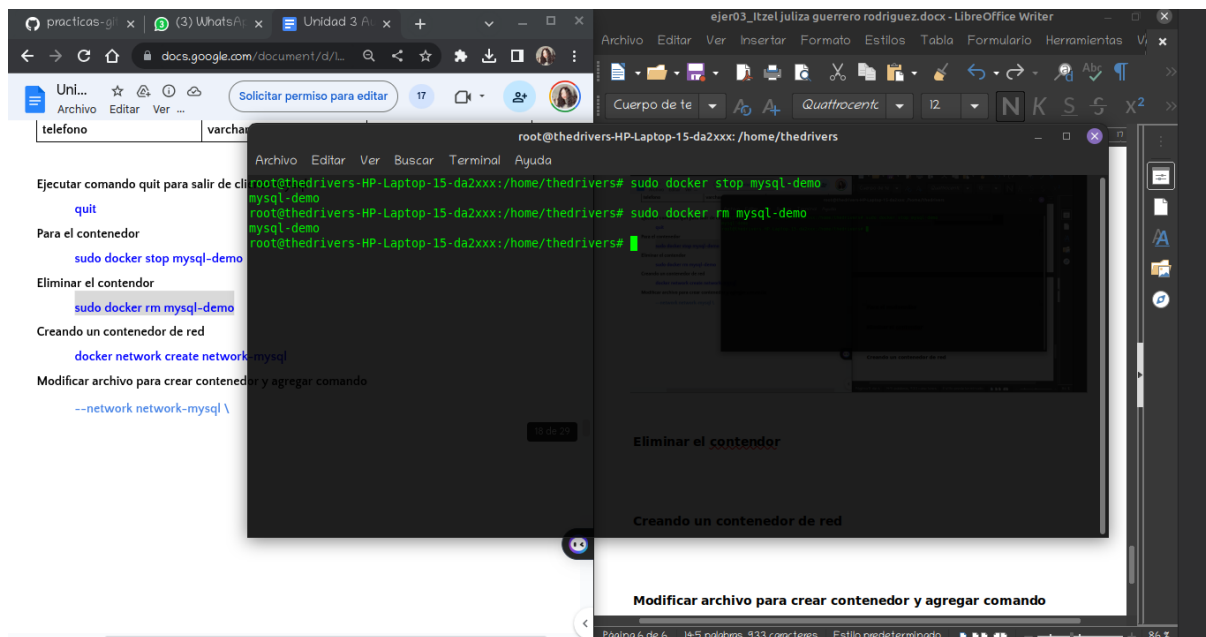 practicas-gi
(3) WhatsAp
Unidad 3 A
docs.google.com/document/d/1...
Uni...
Archivo Editar Ver ...
Solicitar permiso para editar
17
telefono varchar
Ejecutar comando quit para salir de cli
quit
Para el contenedor
sudo docker stop mysql-demo
Eliminar el contendor
sudo docker rm mysql-demo
Creando un contenedor de red
docker network create network-mysql
Modificar archivo para crear contenedor y agregar comando
--network network-mysql \
18 de 29
ejer03_Itzel juliza guerrero rodriguez.docx - LibreOffice Writer
Archivo Editar Ver Insertar Formato Estilos Tabla Formulario Herramientas
Cuerpo de te
Quattrocentc
12
N K S S X²
root@thedrivers-HP-Laptop-15-da2xxx: /home/thedrivers
Archivo Editar Ver Buscar Terminal Ayuda
root@thedrivers-HP-Laptop-15-da2xxx:/home/thedrivers# sudo docker stop mysql-demo
mysql-demo
root@thedrivers-HP-Laptop-15-da2xxx:/home/thedrivers# sudo docker rm mysql-demo
mysql-demo
root@thedrivers-HP-Laptop-15-da2xxx:/home/thedrivers#
Eliminar el contendor
Creando un contenedor de red
Modificar archivo para crear contenedor y agregar comando
Página 6 de 6 145 palabras, 933 caracteres Estilo predeterminado 86 %